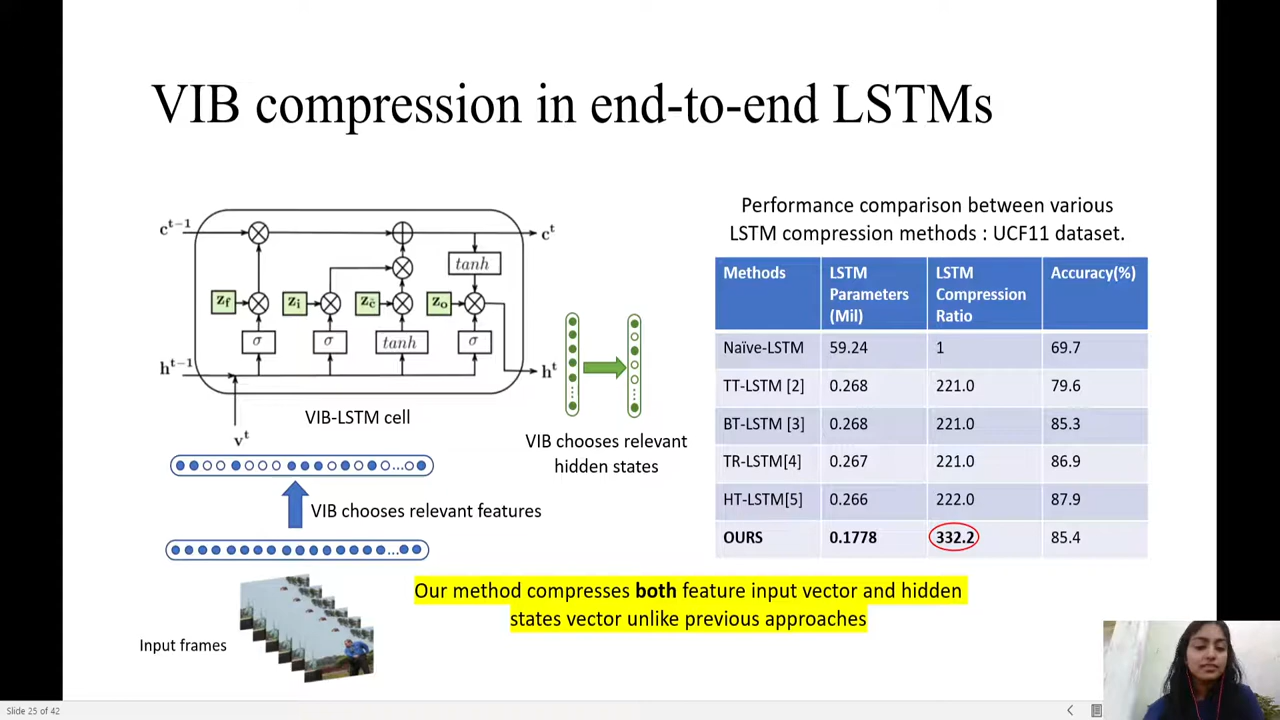 VIB compression in end-to-end LSTMs
c^{t-1}
c^t
tanh
z_f
z_i
z_{\tilde{c}}
z_o
σ
σ
tanh
σ
h^{t-1}
h^t
VIB-LSTM cell
v^t
VIB chooses relevant
hidden states
VIB chooses relevant features
Input frames
Performance comparison between various
LSTM compression methods : UCF11 dataset.
Methods LSTM Parameters (Mil) LSTM Compression Ratio Accuracy(%)
Naïve-LSTM 59.24 1 69.7
TT-LSTM [2] 0.268 221.0 79.6
BT-LSTM [3] 0.268 221.0 85.3
TR-LSTM[4] 0.267 221.0 86.9
HT-LSTM[5] 0.266 222.0 87.9
OURS 0.1778 332.2 85.4
Our method compresses both feature input vector and hidden
states vector unlike previous approaches
Slide 25 of 42